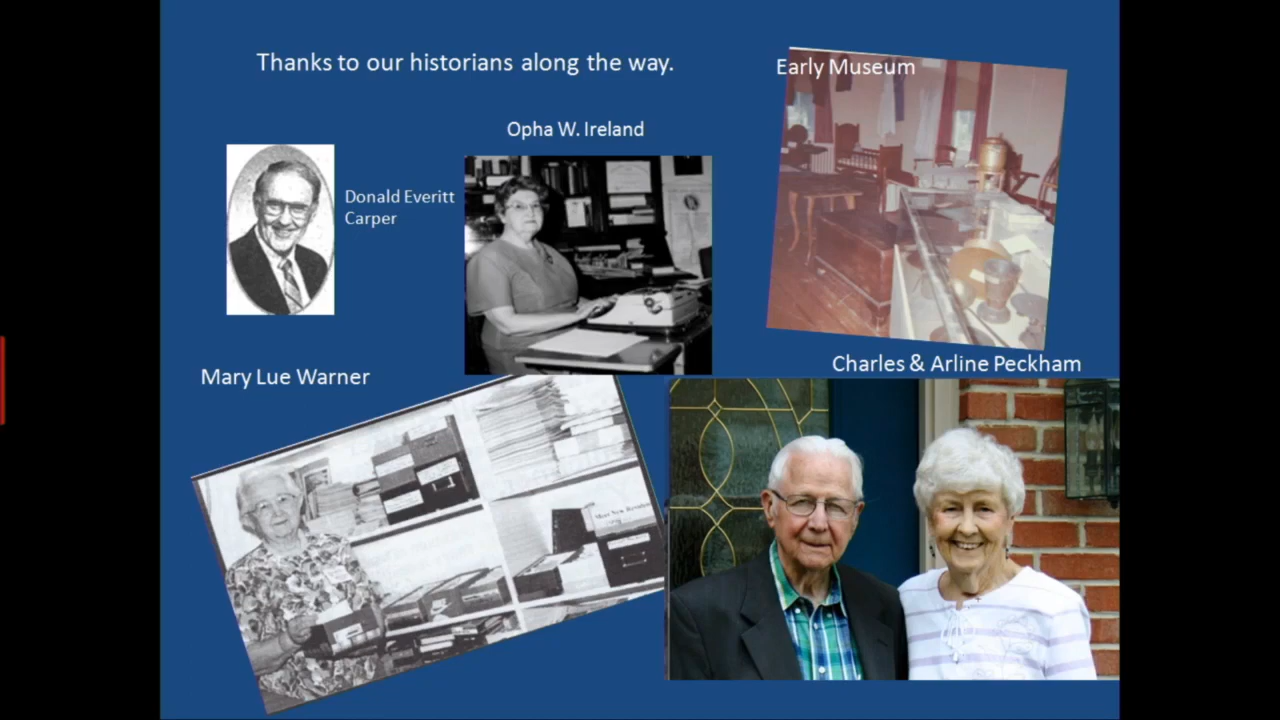 Thanks to our historians along the way.
Early Museum
Opha W. Ireland
Donald Everitt
Carper
Charles & Arline Peckham
Mary Lue Warner